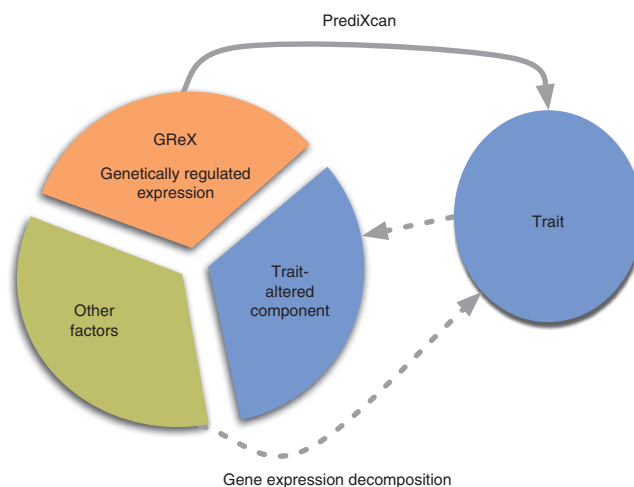 PrediXcan
GReX
Genetically regulated
expression
Trait
Trait-
altered
component
Other
factors
Gene expression decomposition